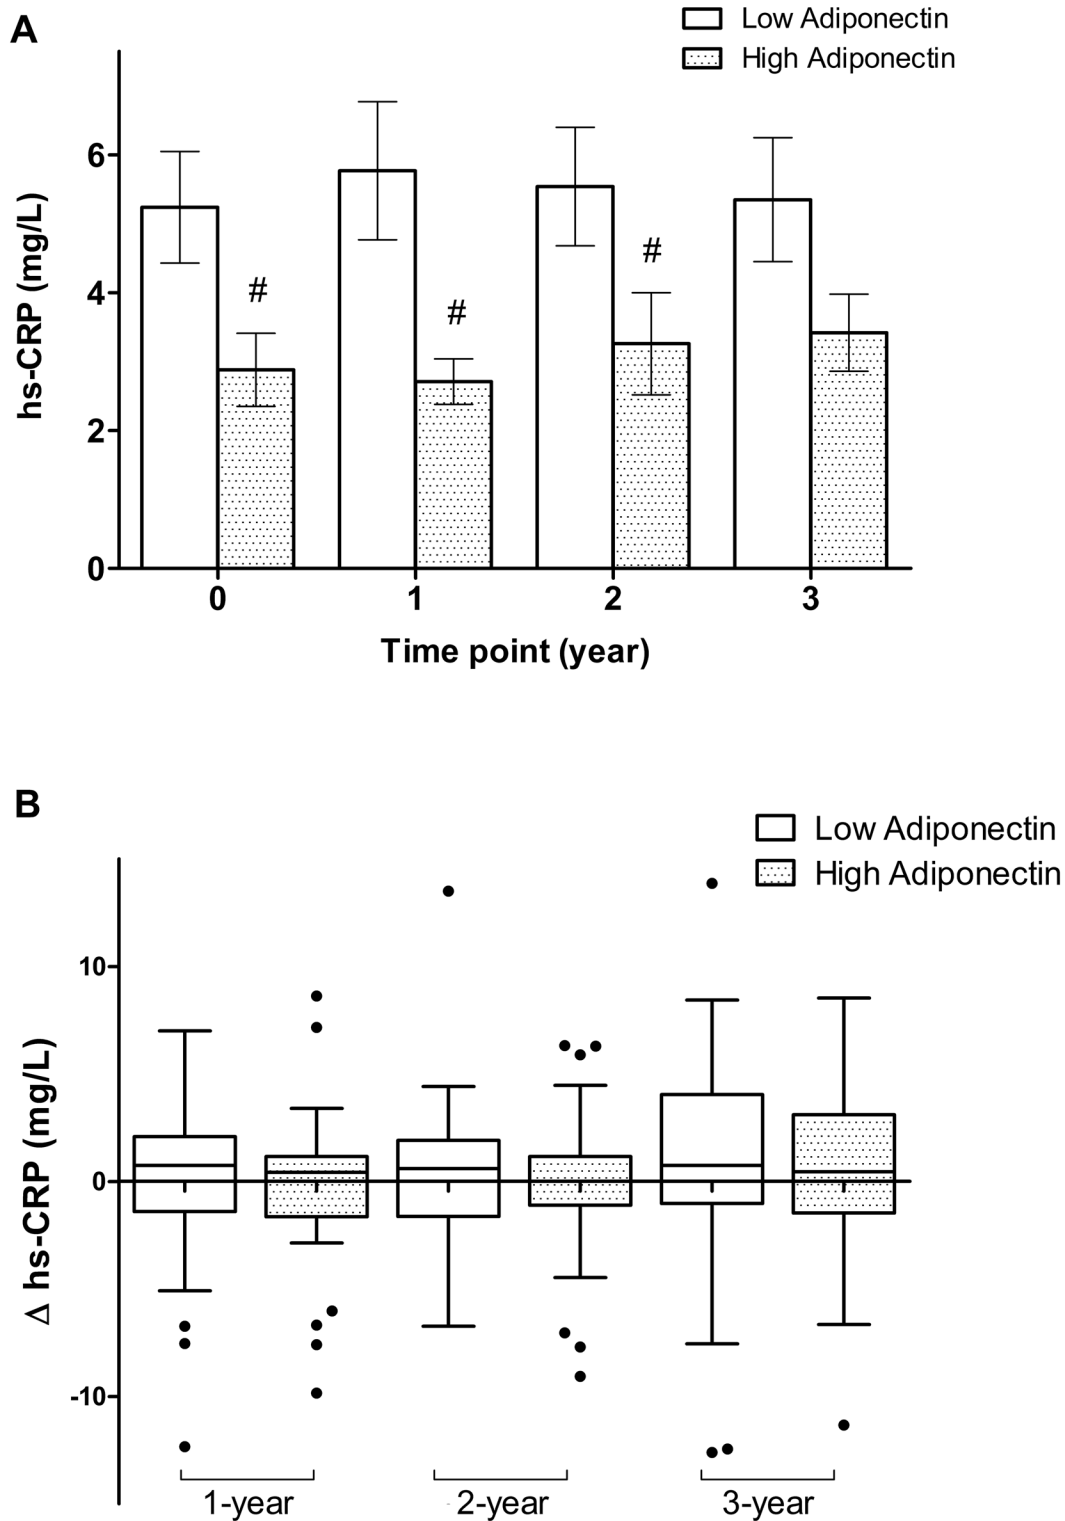 A
Low Adiponectin
High Adiponectin
hs-CRP (mg/L)
6
4
2
0
#
#
#
0 1 2 3
Time point (year)
B
Low Adiponectin
High Adiponectin
Δ hs-CRP (mg/L)
10
0
-10
1-year 2-year 3-year